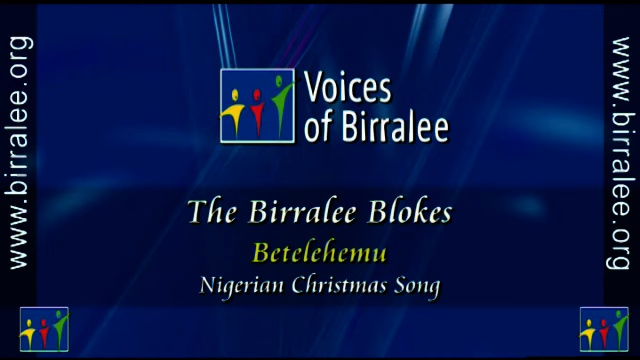 www.birralee.org
Voices
of Birralee
The Birralee Blokes
Betelehemu
Nigerian Christmas Song
www.birralee.org